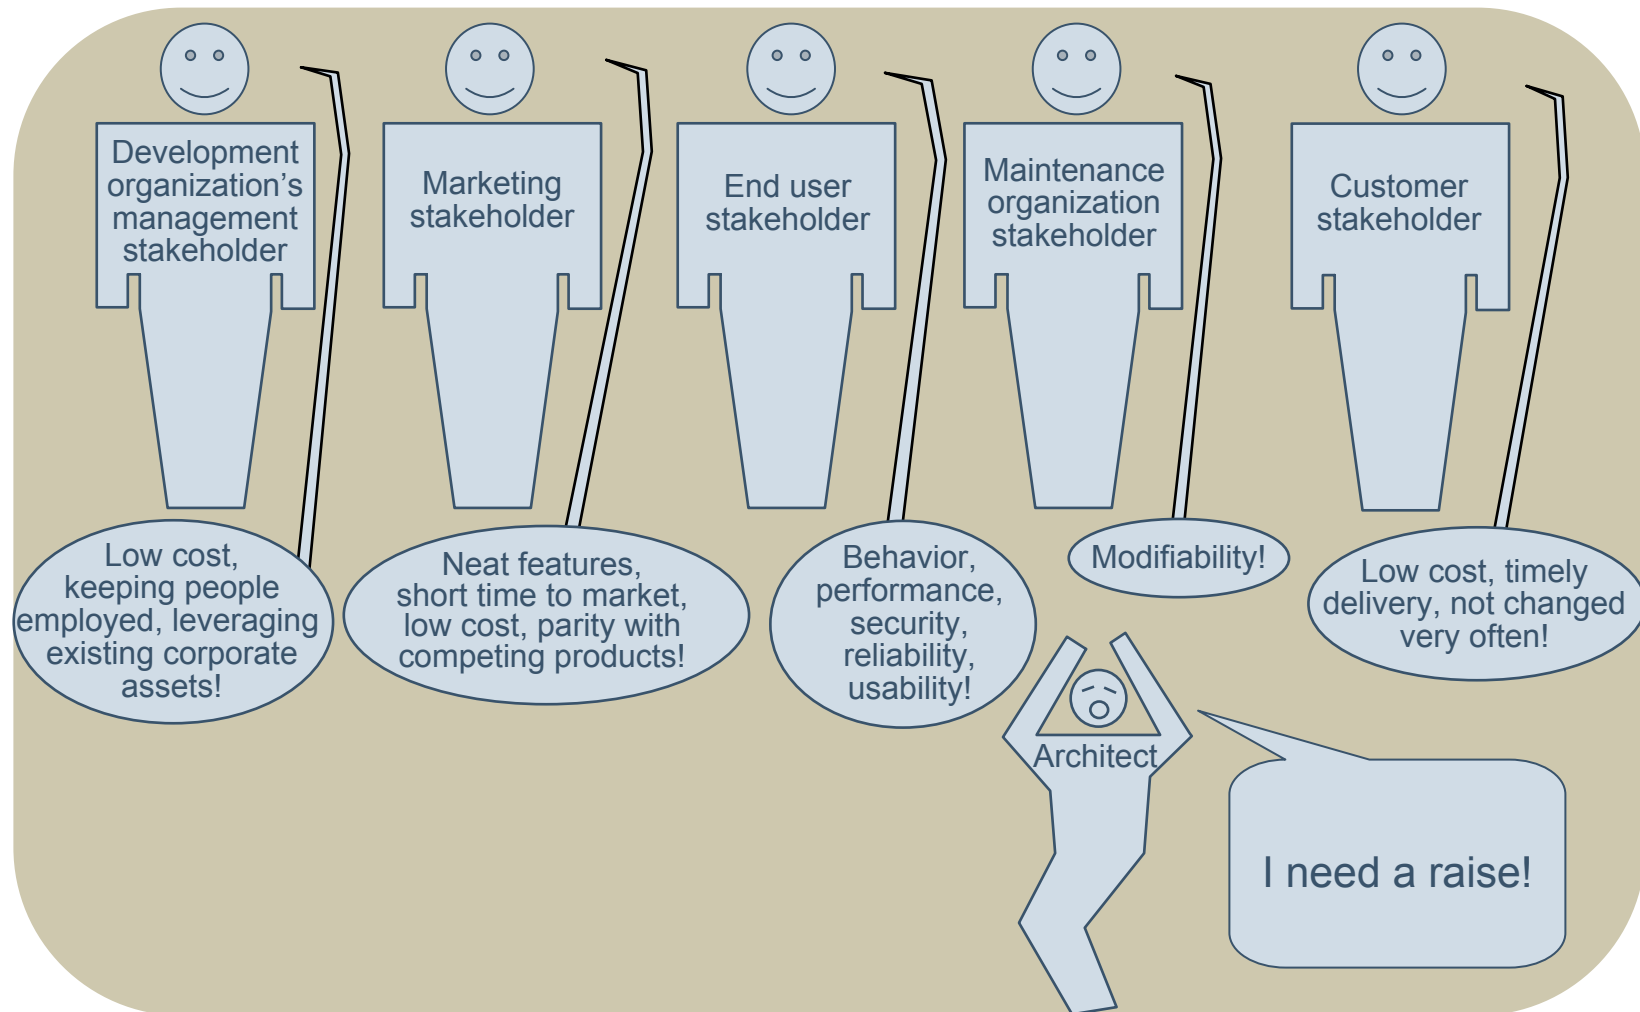 Development
organization’s
management
stakeholder
Marketing
stakeholder
End user
stakeholder
Maintenance
organization
stakeholder
Customer
stakeholder
Low cost,
keeping people
employed, leveraging
existing corporate
assets!
Neat features,
short time to market,
low cost, parity with
competing products!
Behavior,
performance,
security,
reliability,
usability!
Modifiability!
Low cost, timely
delivery, not changed
very often!
Architect
I need a raise!